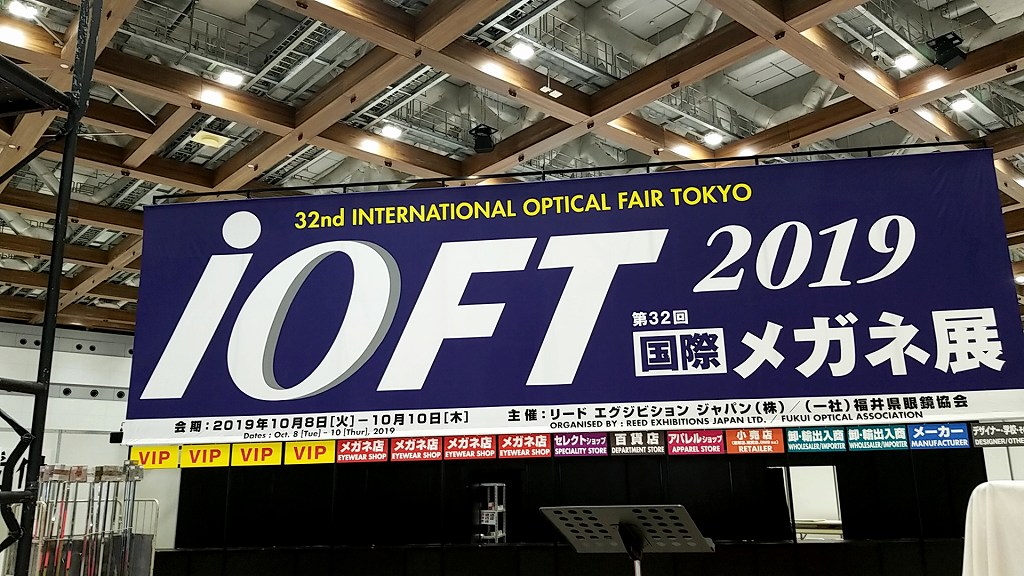 32nd INTERNATIONAL OPTICAL FAIR TOKYO
iOFT 2019
第32回
国際 メガネ展
会期:2019年10月8日[火]-10月10日[木]
Dates : Oct. 8 [Tue] - 10 [Thur], 2019
主催:リード エグジビション ジャパン(株)/(一社)福井県眼鏡協会
ORGANISED BY : REED EXHIBITIONS JAPAN LTD. / FUKUI OPTICAL ASSOCIATION
VIP VIP VIP VIP
メガネ店 メガネ店 メガネ店 メガネ店 セレクトショップ 百貨店 アパレルショップ 小売店 卸・輸出入商 卸・輸出入商 メーカー デザイナー・学校・
EYEWEAR SHOP EYEWEAR SHOP EYEWEAR SHOP EYEWEAR SHOP SPECIALITY STORE DEPARTMENT STORE APPAREL STORE RETAILER WHOLESALER/IMPORTER WHOLESALER/IMPORTER MANUFACTURER DESIGNER/